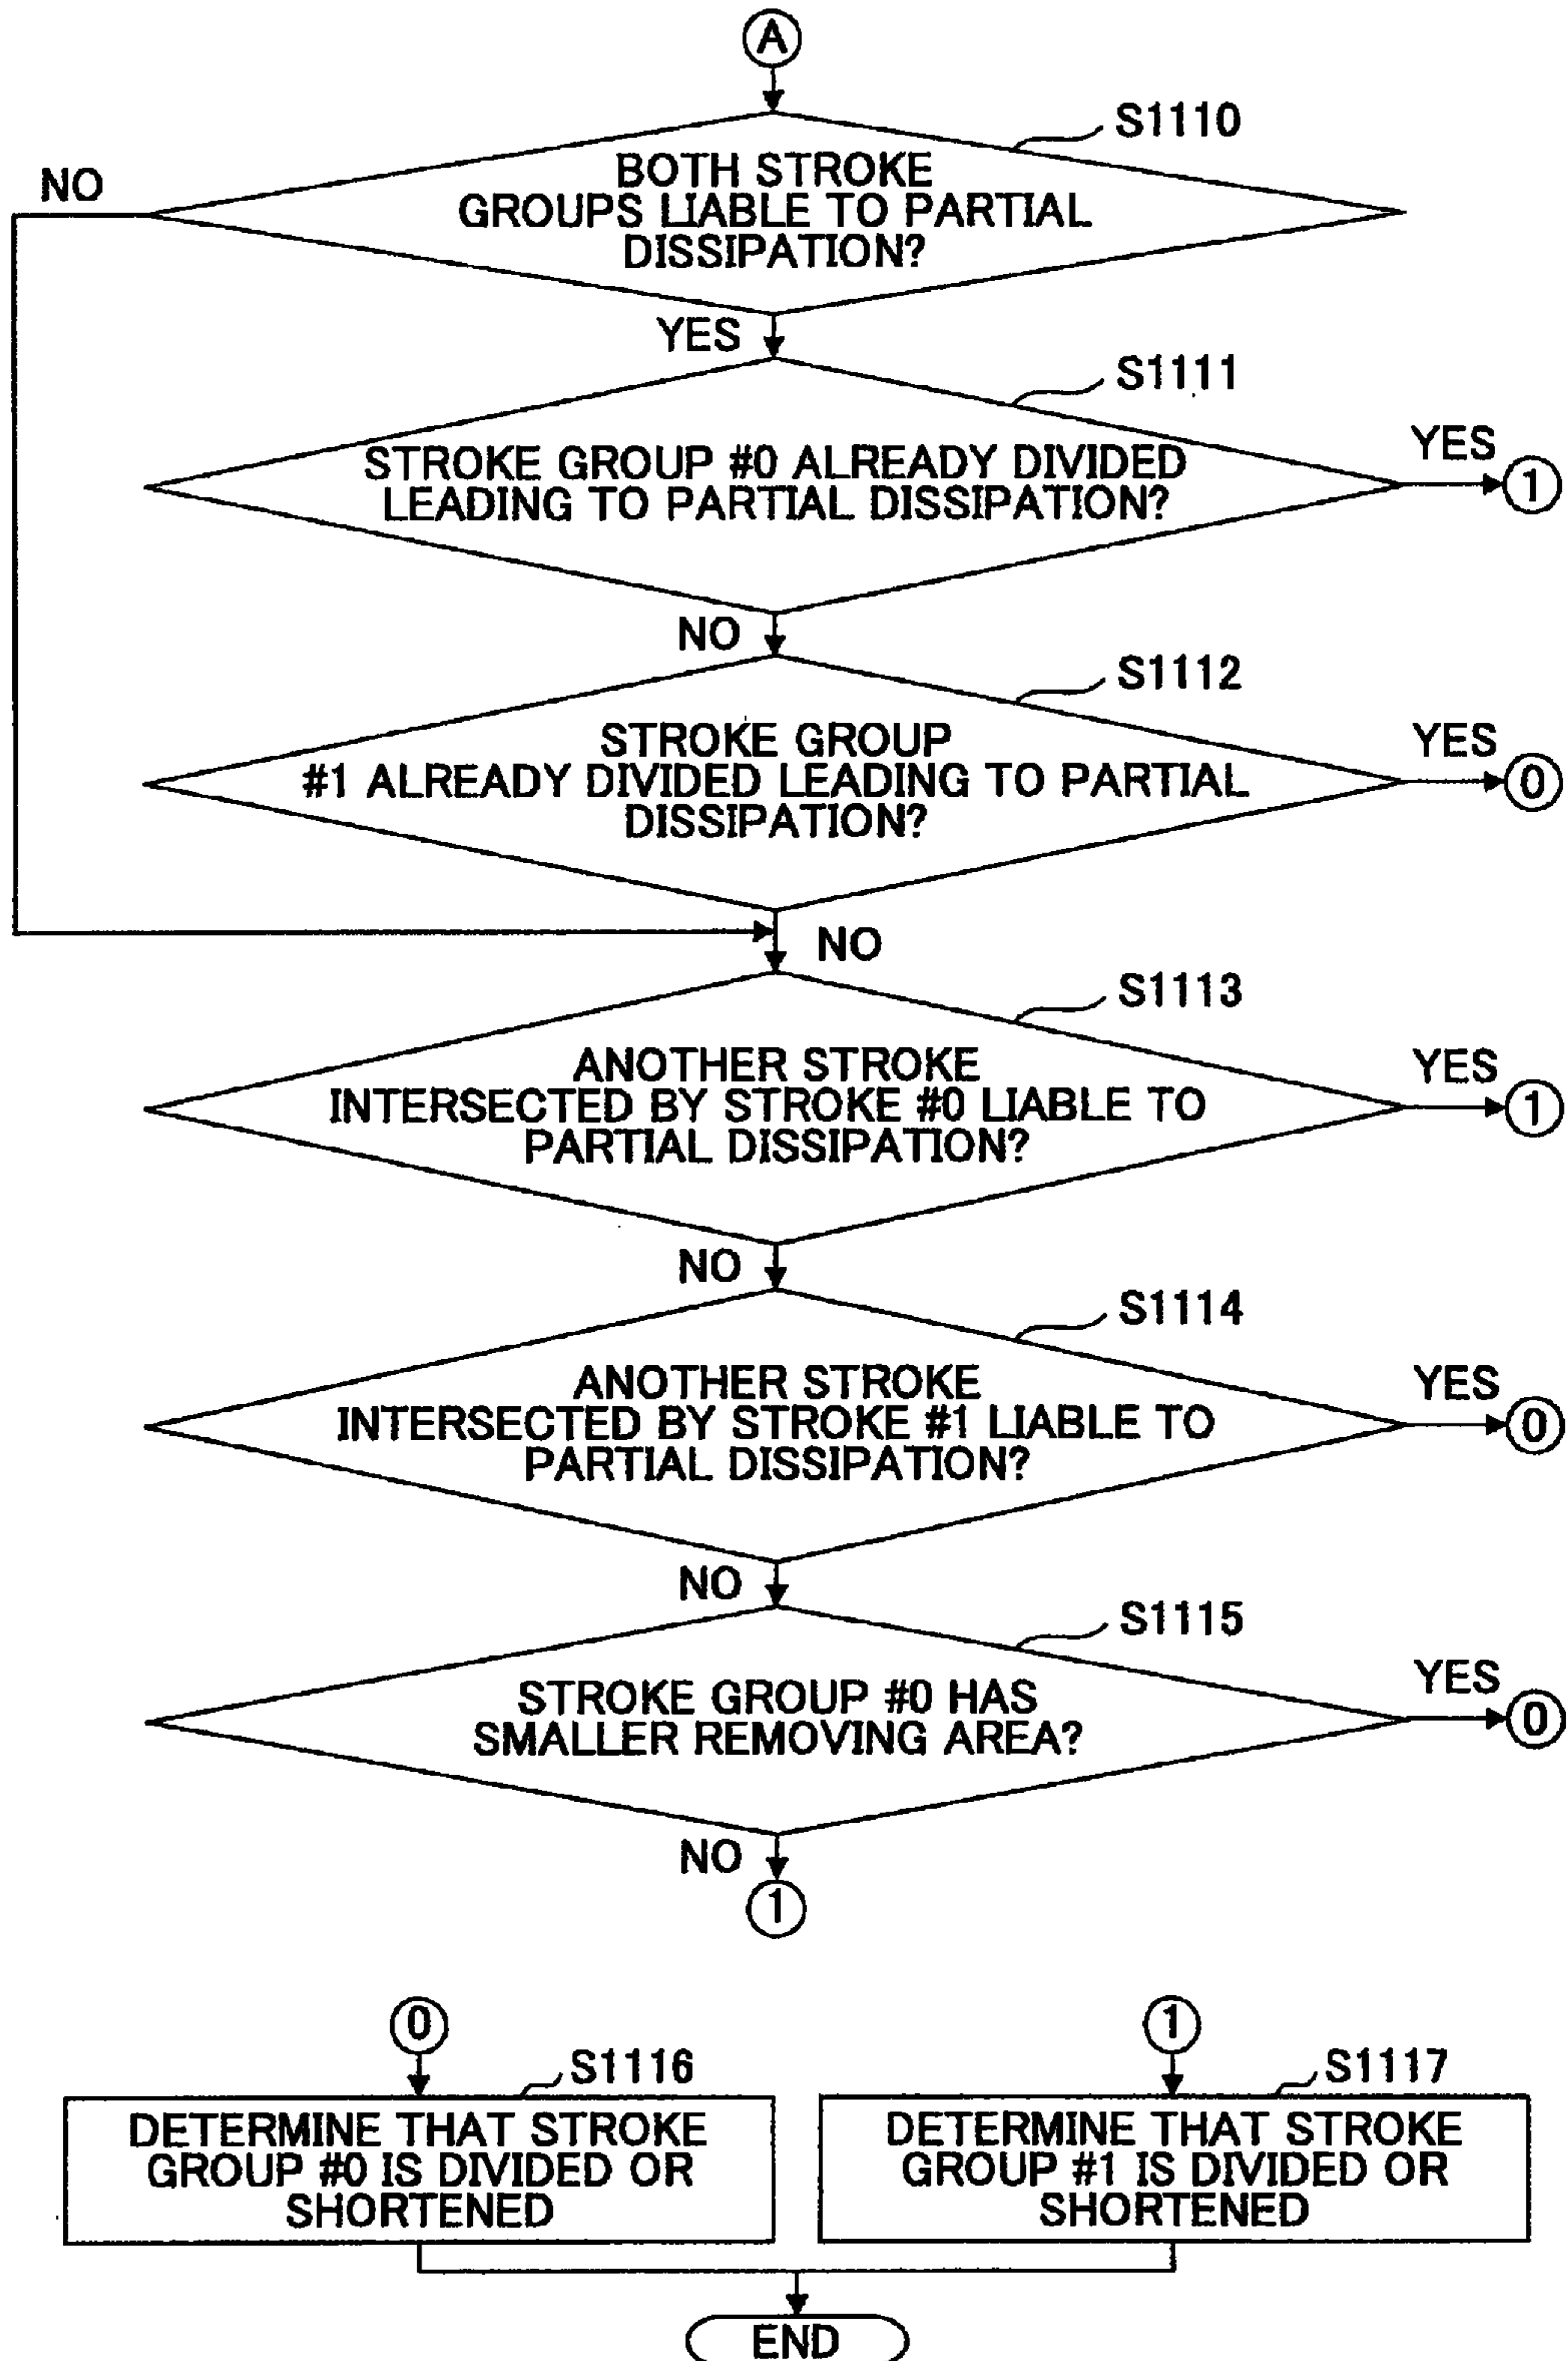 A
S1110
BOTH STROKE
GROUPS LIABLE TO PARTIAL
DISSIPATION?
NO
YES
S1111
STROKE GROUP #0 ALREADY DIVIDED
LEADING TO PARTIAL DISSIPATION?
YES
1
NO
S1112
STROKE GROUP
#1 ALREADY DIVIDED LEADING TO PARTIAL
DISSIPATION?
YES
0
NO
S1113
ANOTHER STROKE
INTERSECTED BY STROKE #0 LIABLE TO
PARTIAL DISSIPATION?
YES
1
NO
S1114
ANOTHER STROKE
INTERSECTED BY STROKE #1 LIABLE TO
PARTIAL DISSIPATION?
YES
0
NO
S1115
STROKE GROUP #0 HAS
SMALLER REMOVING AREA?
YES
0
NO
1
0
S1116
DETERMINE THAT STROKE
GROUP #0 IS DIVIDED OR
SHORTENED
1
S1117
DETERMINE THAT STROKE
GROUP #1 IS DIVIDED OR
SHORTENED
END